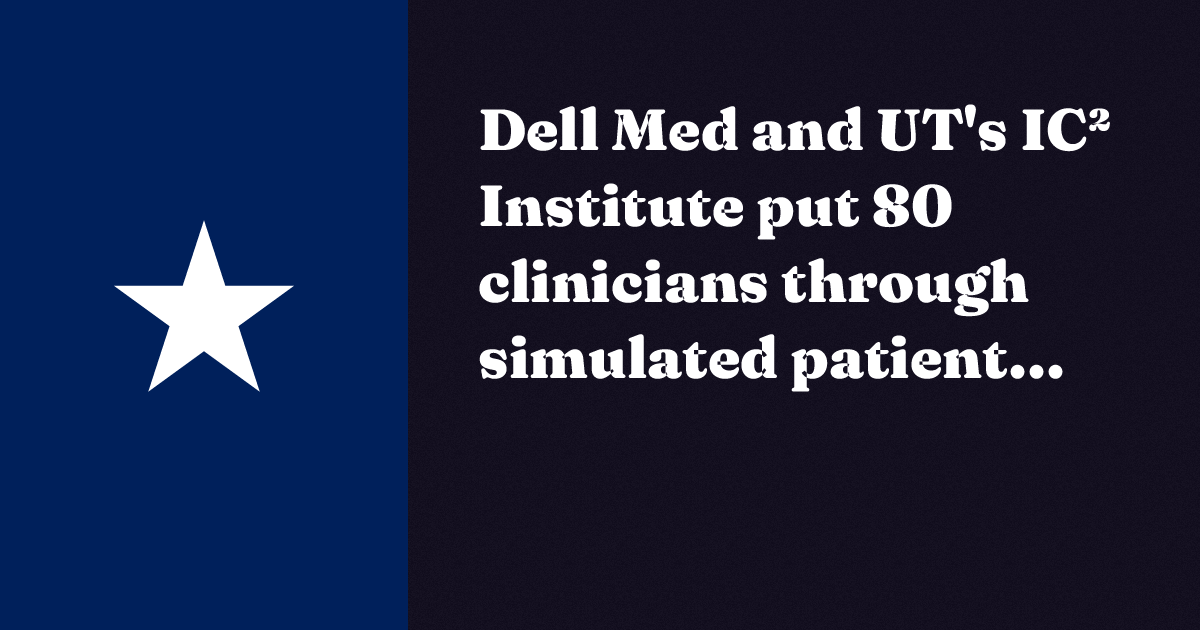 Dell Med and UT's IC²
Institute put 80
clinicians through
simulated patient...